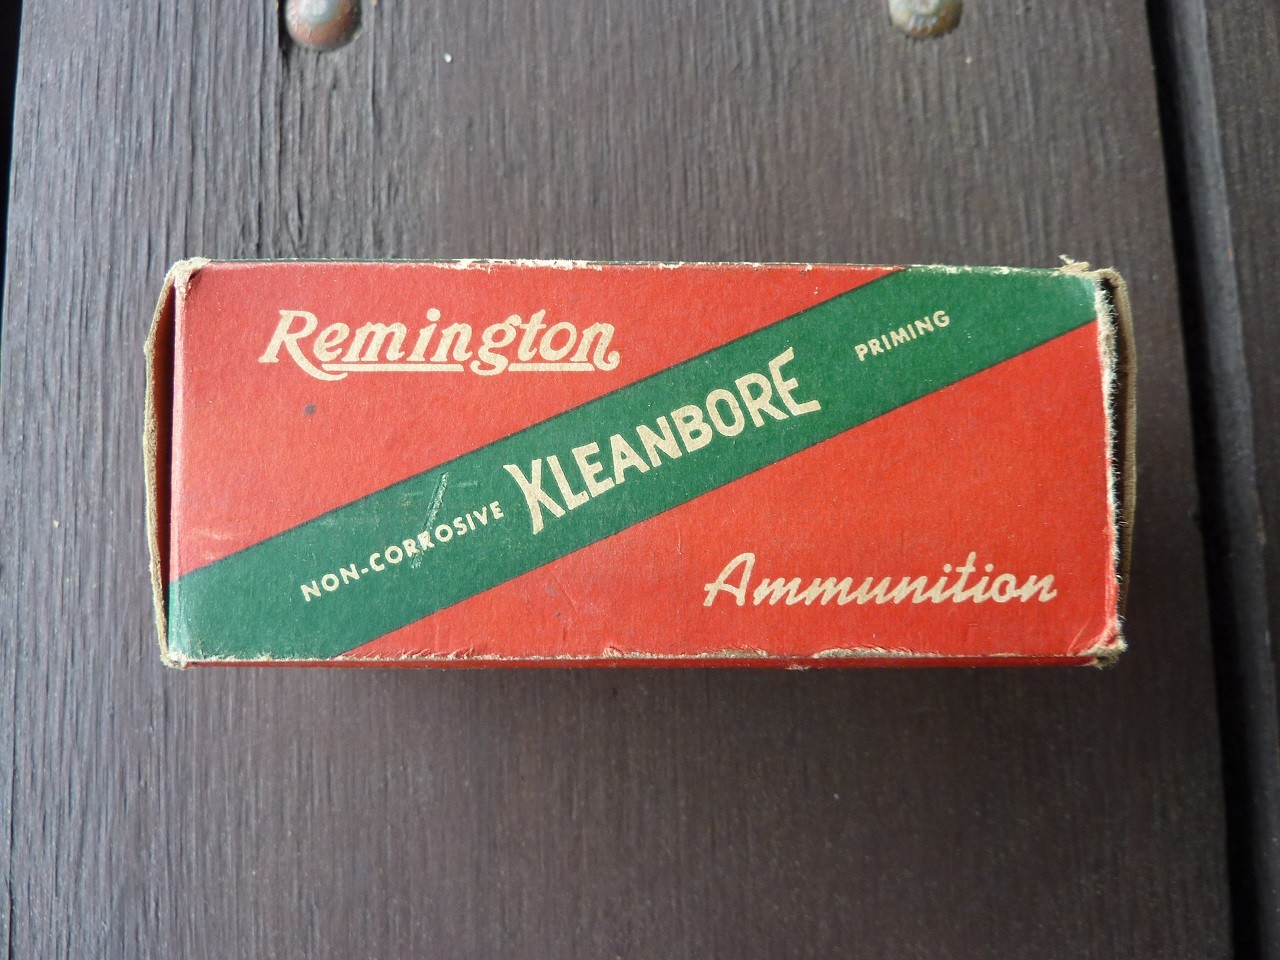 Remington
NON-CORROSIVE KLEANBORE PRIMING
Ammunition